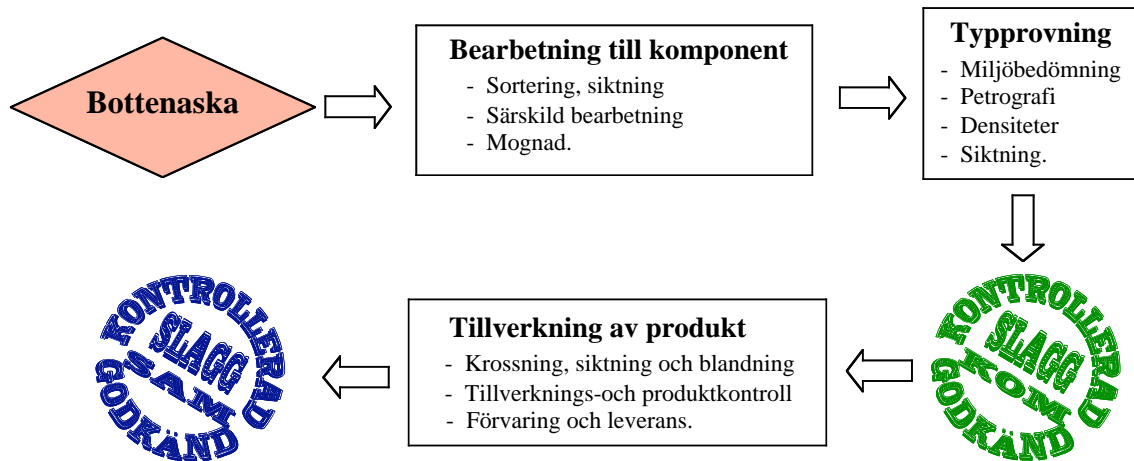 Bottenaska
Bearbetning till komponent
- Sortering, siktning
- Särskild bearbetning
- Mognad.
Typprovning
- Miljöbedömning
- Petrografi
- Densiteter
- Siktning.
KONTROLLERAD
SLAGG
KOM
GODKÄND
Tillverkning av produkt
- Krossning, siktning och blandning
- Tillverknings-och produktkontroll
- Förvaring och leverans.
KONTROLLERAD
SLAGG
SAM
GODKÄND